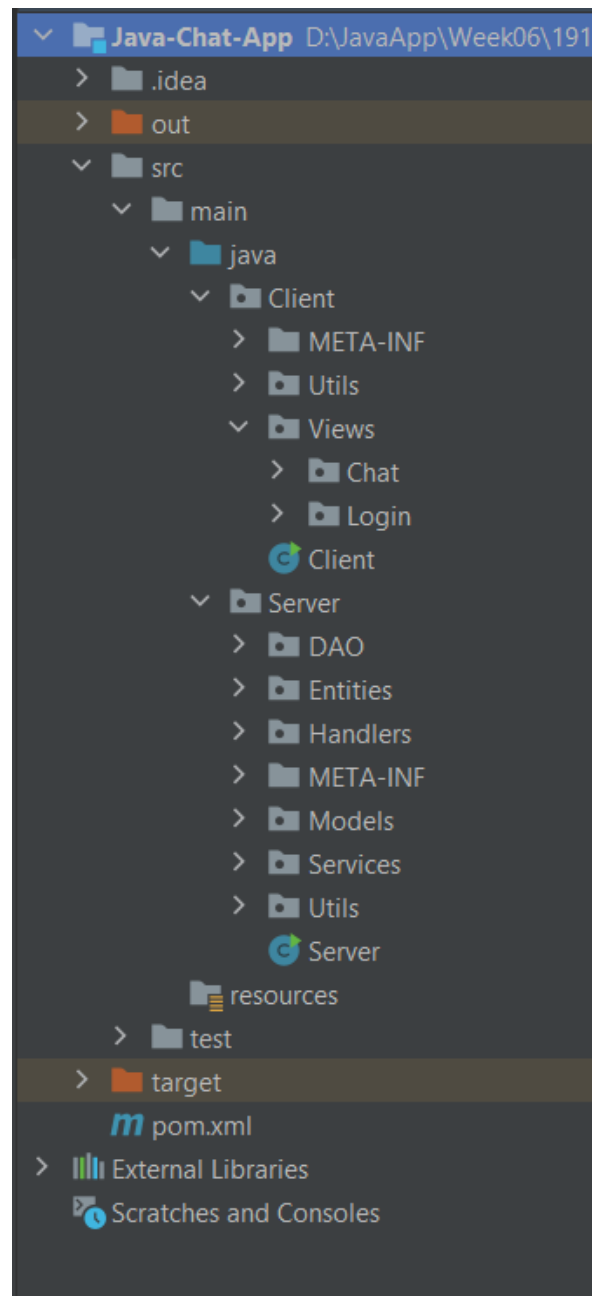 Java-Chat-App D:\JavaApp\Week06\191
.idea
out
src
main
java
Client
META-INF
Utils
Views
Chat
Login
C Client
Server
DAO
Entities
Handlers
META-INF
Models
Services
Utils
C Server
resources
test
target
m pom.xml
External Libraries
Scratches and Consoles